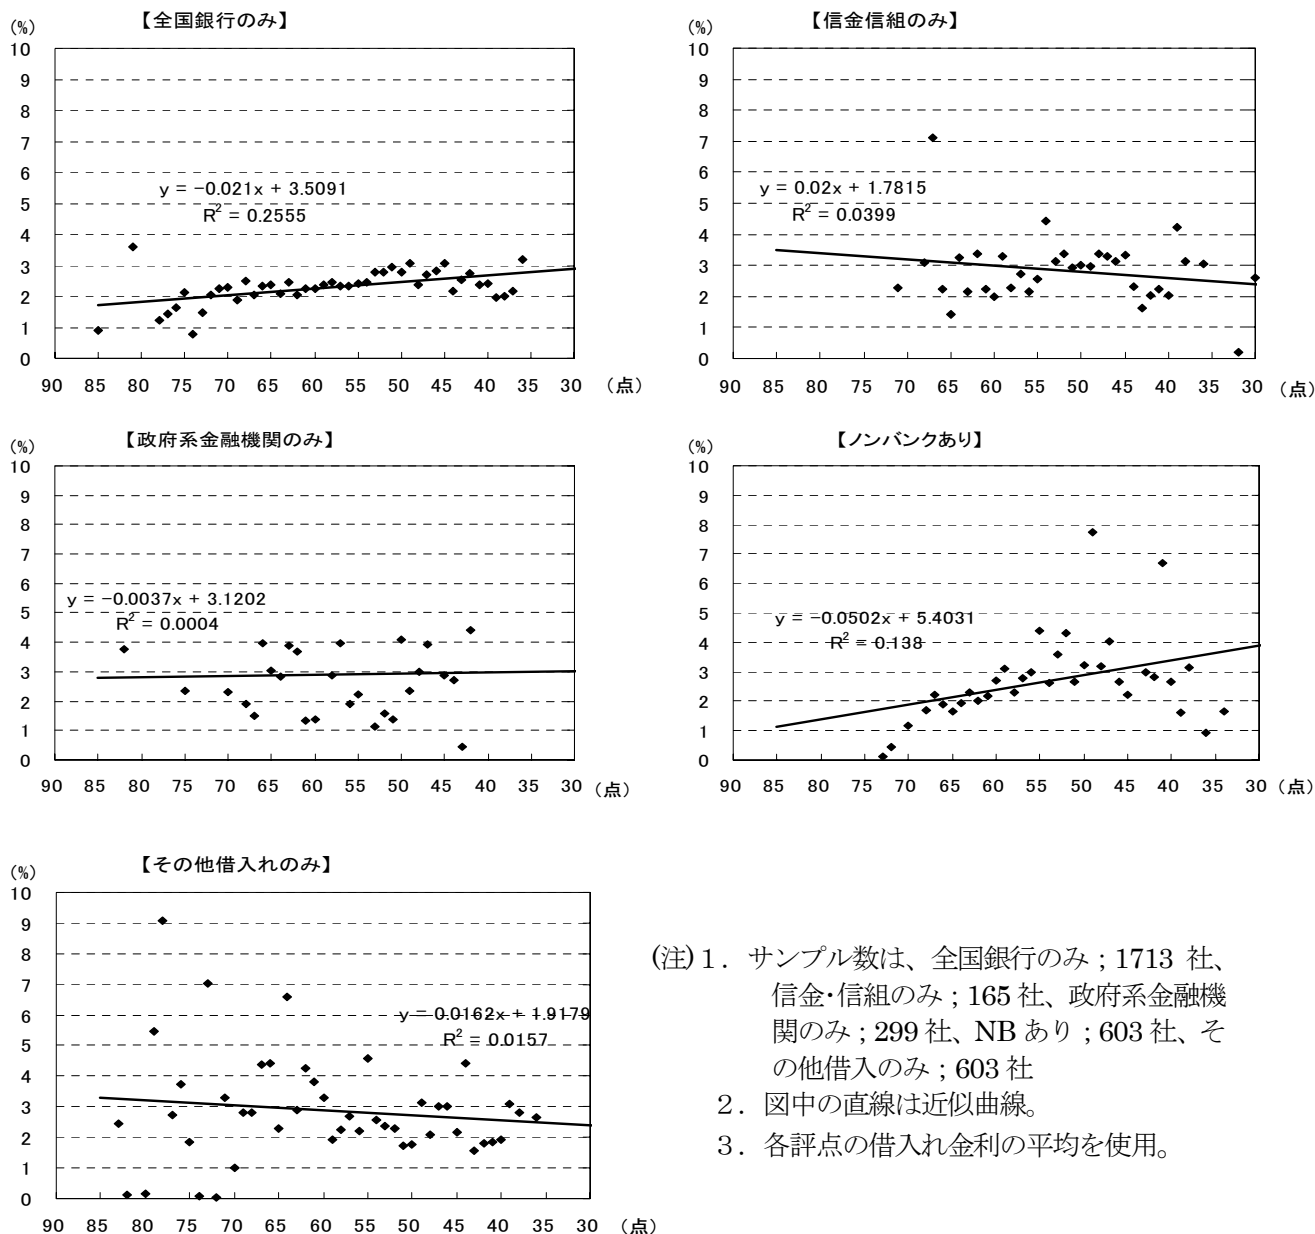 【全国銀行のみ】
(%)
10
9
8
7
6
5
4
3
2
1
0
y = −0.021x + 3.5091
R² = 0.2555
90 85 80 75 70 65 60 55 50 45 40 35 30 (点)
【信金信組のみ】
(%)
10
9
8
7
6
5
4
3
2
1
0
y = 0.02x + 1.7815
R² = 0.0399
90 85 80 75 70 65 60 55 50 45 40 35 30 (点)
【政府系金融機関のみ】
(%)
10
9
8
7
6
5
4
3
2
1
0
y = −0.0037x + 3.1202
R² = 0.0004
90 85 80 75 70 65 60 55 50 45 40 35 30 (点)
【ノンバンクあり】
(%)
10
9
8
7
6
5
4
3
2
1
0
y = −0.0502x + 5.4031
R² = 0.138
90 85 80 75 70 65 60 55 50 45 40 35 30 (点)
【その他借入れのみ】
(%)
10
9
8
7
6
5
4
3
2
1
0
y = 0.0162x + 1.9179
R² = 0.0157
90 85 80 75 70 65 60 55 50 45 40 35 30 (点)
(注)1．サンプル数は、全国銀行のみ；1713 社、
信金・信組のみ；165 社、政府系金融機
関のみ；299 社、NB あり；603 社、そ
の他借入のみ；603 社
2．図中の直線は近似曲線。
3．各評点の借入れ金利の平均を使用。